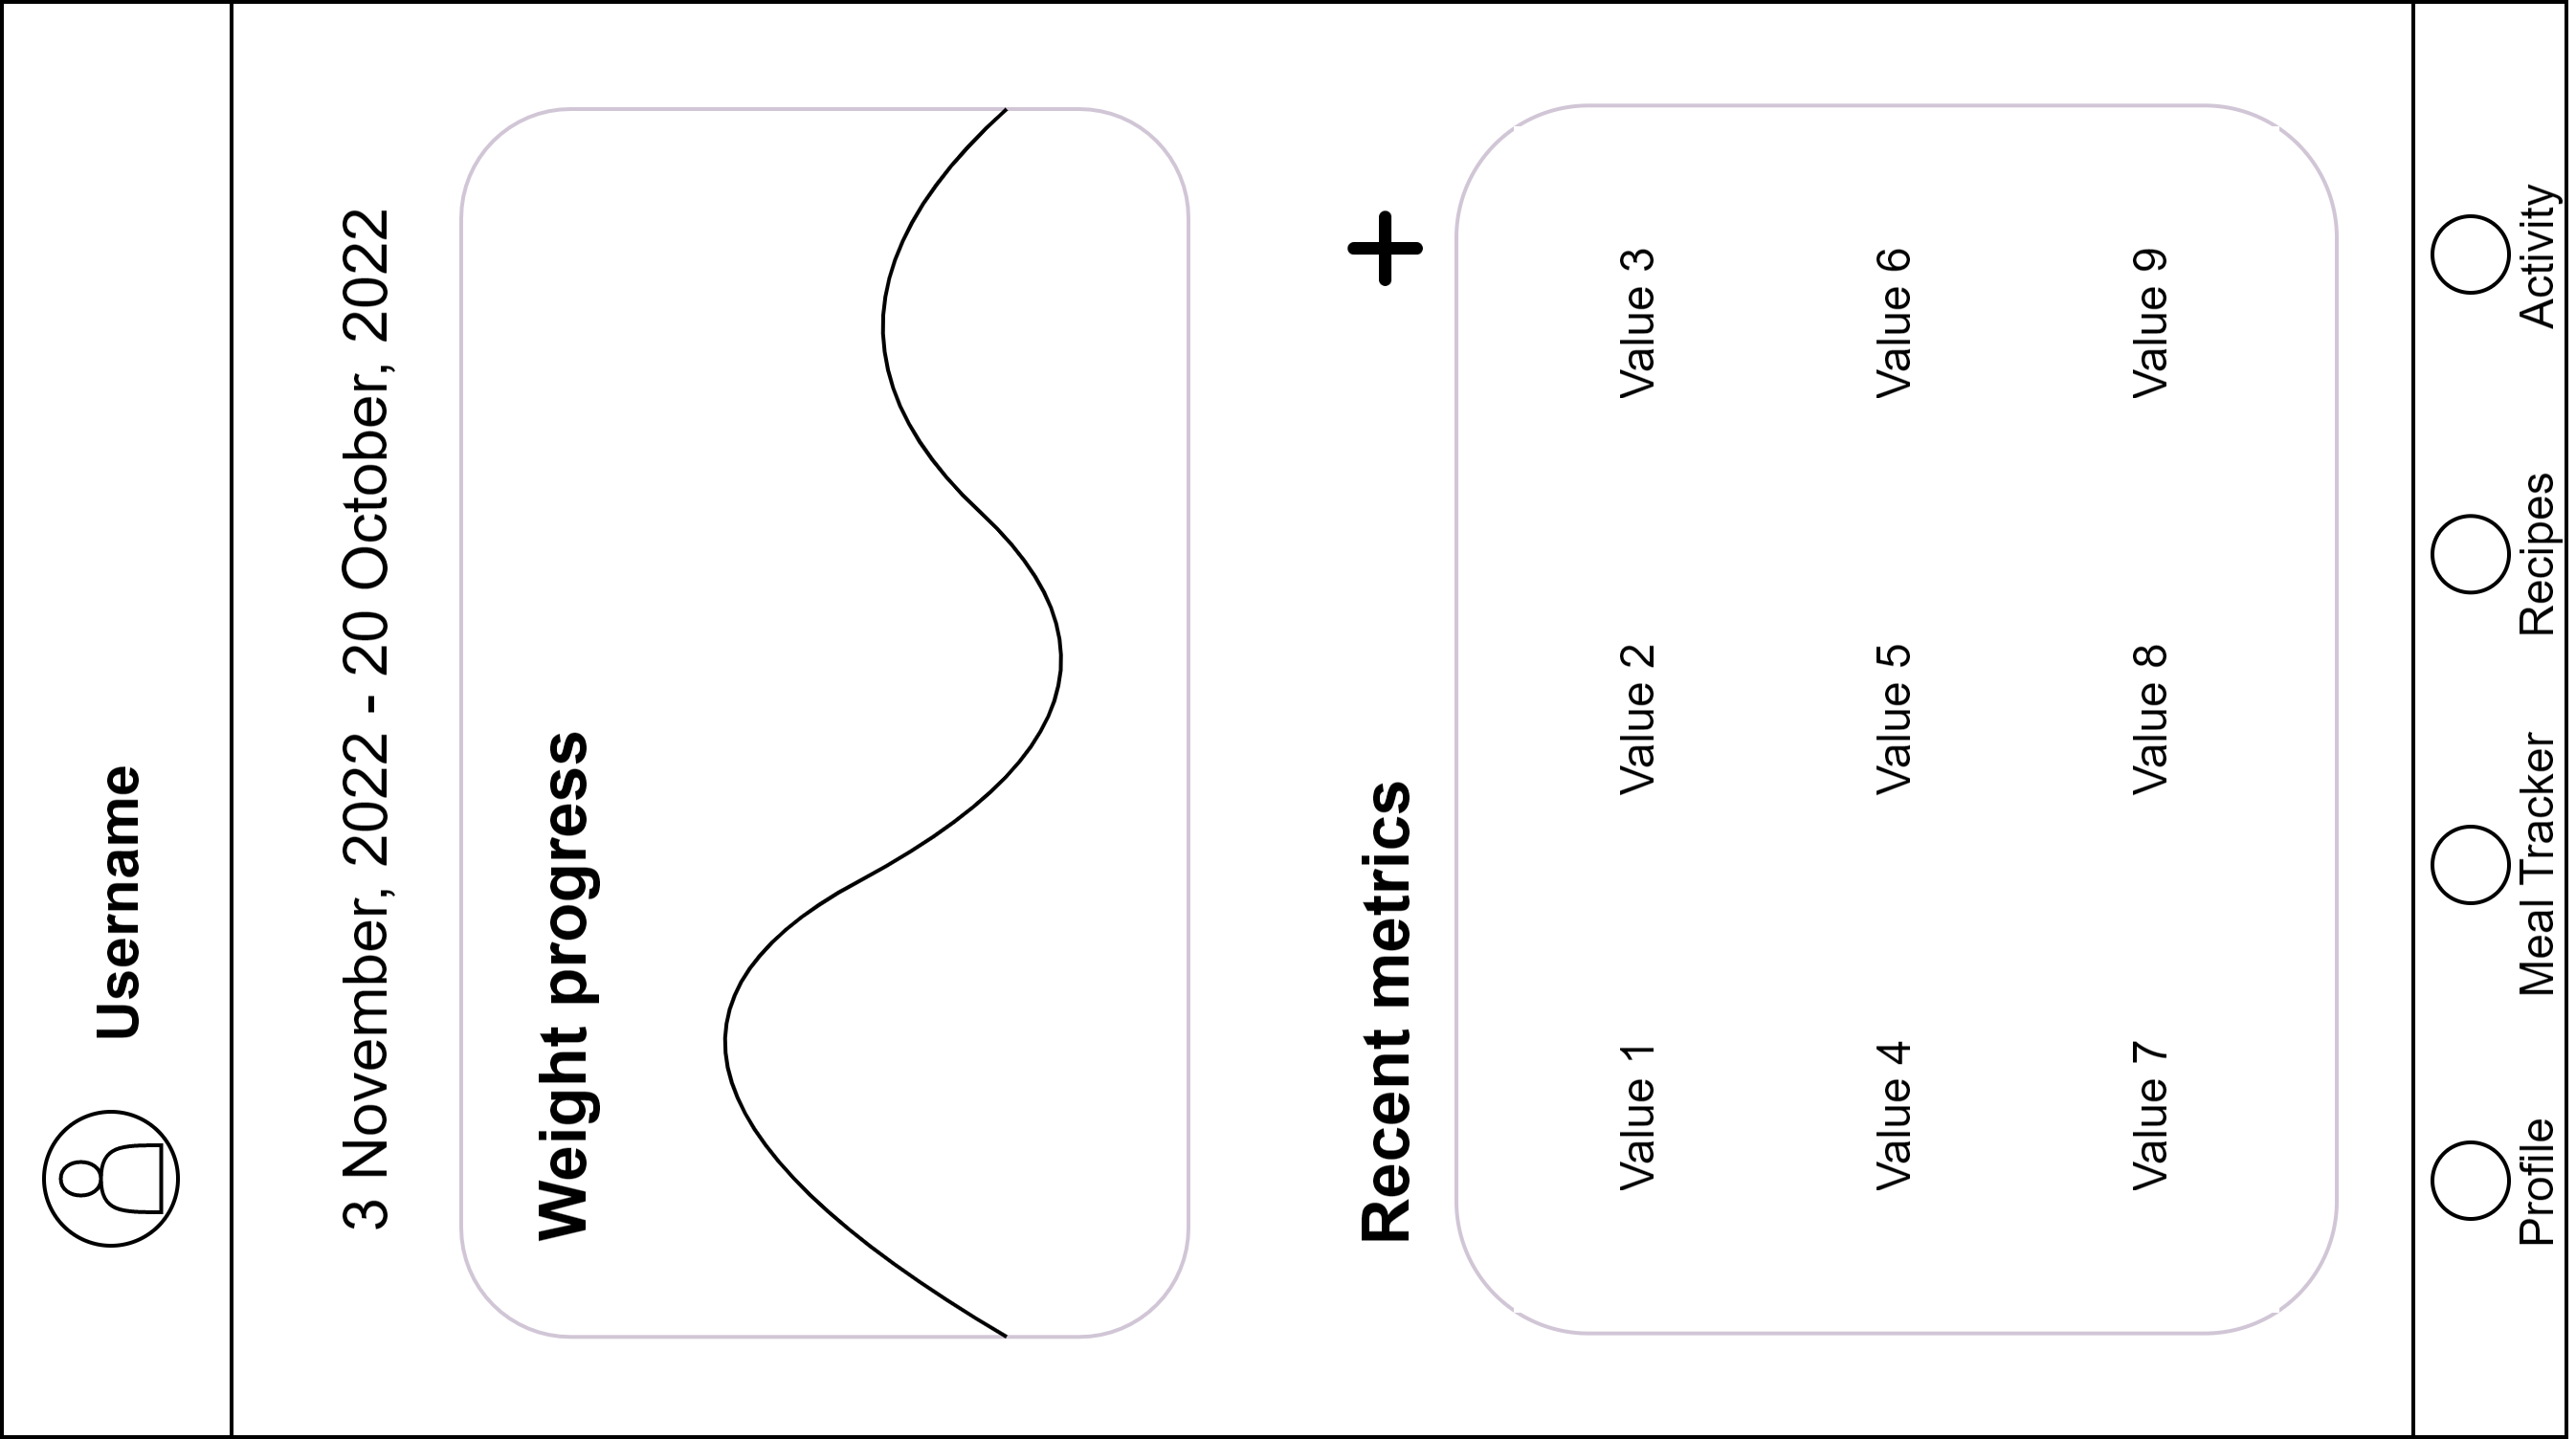 Username
3 November, 2022 - 20 October, 2022
Weight progress
Recent metrics
Value 1 Value 2 Value 3
Value 4 Value 5 Value 6
Value 7 Value 8 Value 9
Profile Meal Tracker Recipes Activity